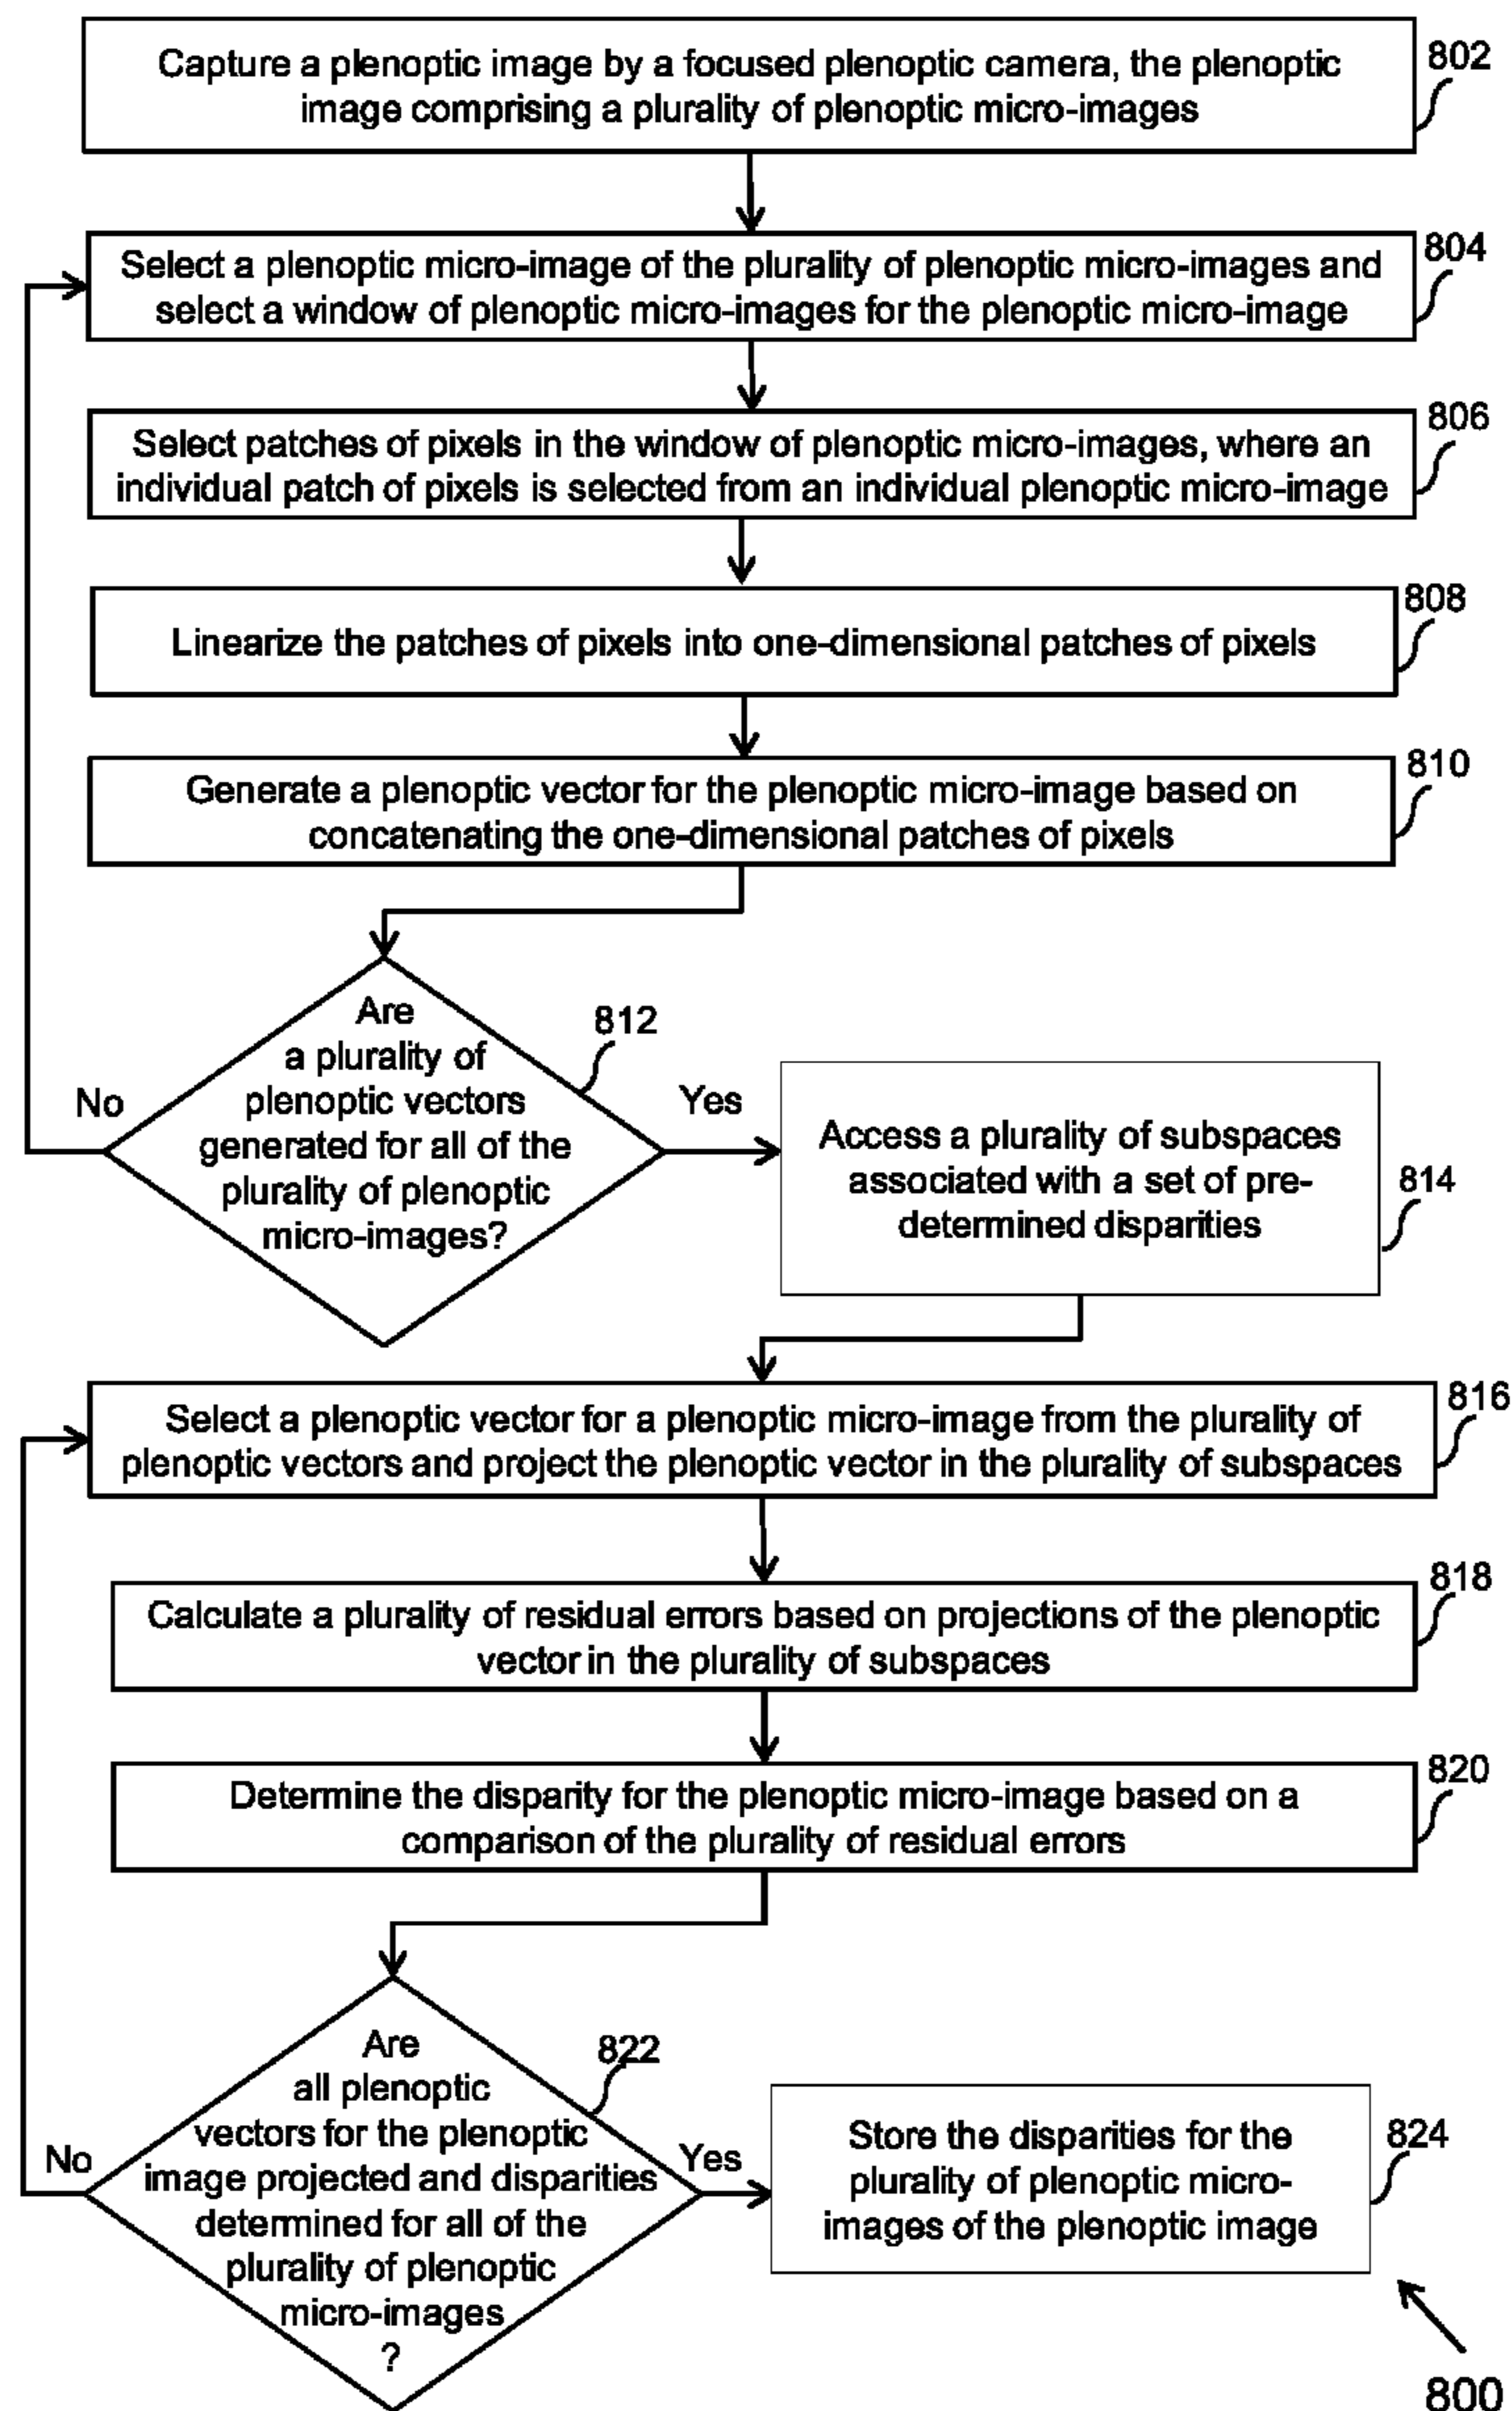 Capture a plenoptic image by a focused plenoptic camera, the plenoptic
image comprising a plurality of plenoptic micro-images
802
Select a plenoptic micro-image of the plurality of plenoptic micro-images and
select a window of plenoptic micro-images for the plenoptic micro-image
804
Select patches of pixels in the window of plenoptic micro-images, where an
individual patch of pixels is selected from an individual plenoptic micro-image
806
Linearize the patches of pixels into one-dimensional patches of pixels
808
Generate a plenoptic vector for the plenoptic micro-image based on
concatenating the one-dimensional patches of pixels
810
Are
a plurality of
plenoptic vectors
generated for all of the
plurality of plenoptic
micro-images?
812
No
Yes
Access a plurality of subspaces
associated with a set of pre-
determined disparities
814
Select a plenoptic vector for a plenoptic micro-image from the plurality of
plenoptic vectors and project the plenoptic vector in the plurality of subspaces
816
Calculate a plurality of residual errors based on projections of the plenoptic
vector in the plurality of subspaces
818
Determine the disparity for the plenoptic micro-image based on a
comparison of the plurality of residual errors
820
Are
all plenoptic
vectors for the plenoptic
image projected and disparities
determined for all of the
plurality of plenoptic
micro-images
?
822
No
Yes
Store the disparities for the
plurality of plenoptic micro-
images of the plenoptic image
824
800